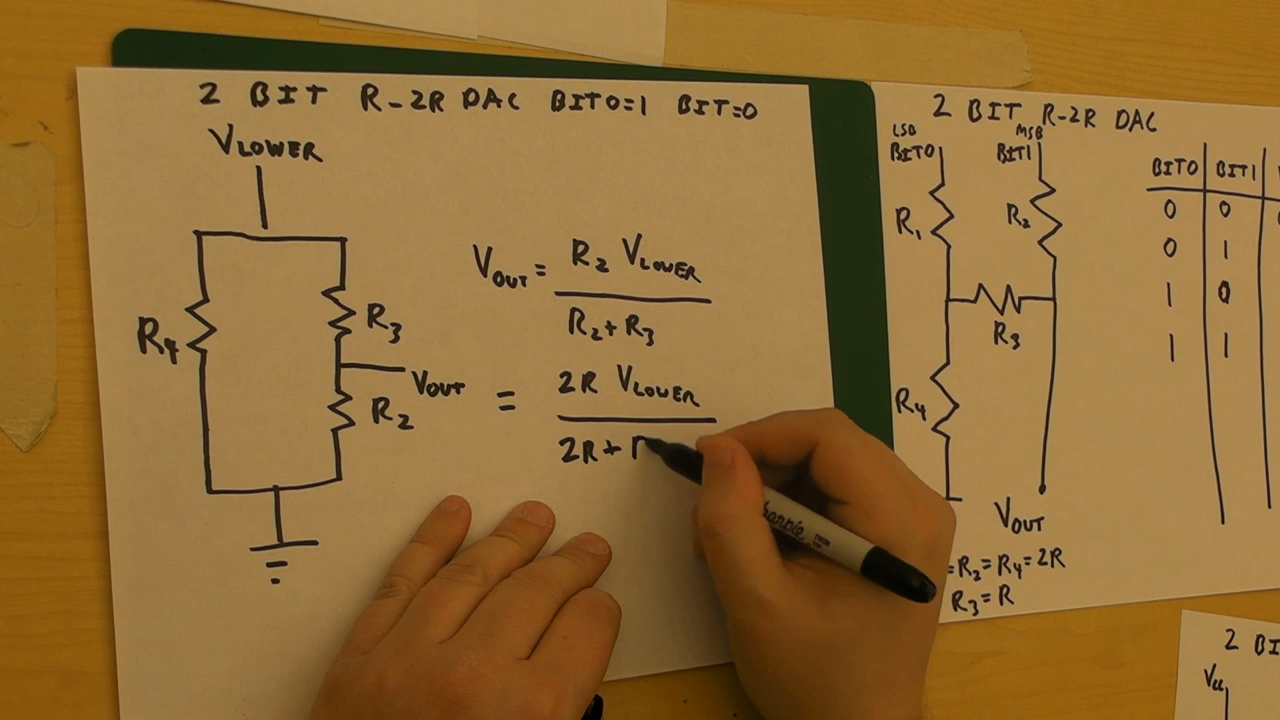 2 BIT R-2R DAC BIT0=1 BIT=0
VLOWER
R4
R3
VOUT
R2
VOUT = R2 VLOWER
R2+R3
= 2R VLOWER
2R+
Sharpie
2 BIT R-2R DAC
LSB MSB
BIT0 BIT1
R1 R2
R3
R4
VOUT
=R2=R4=2R
R3=R
BIT0 BIT1
0 0
0 1
1 0
1 1
2